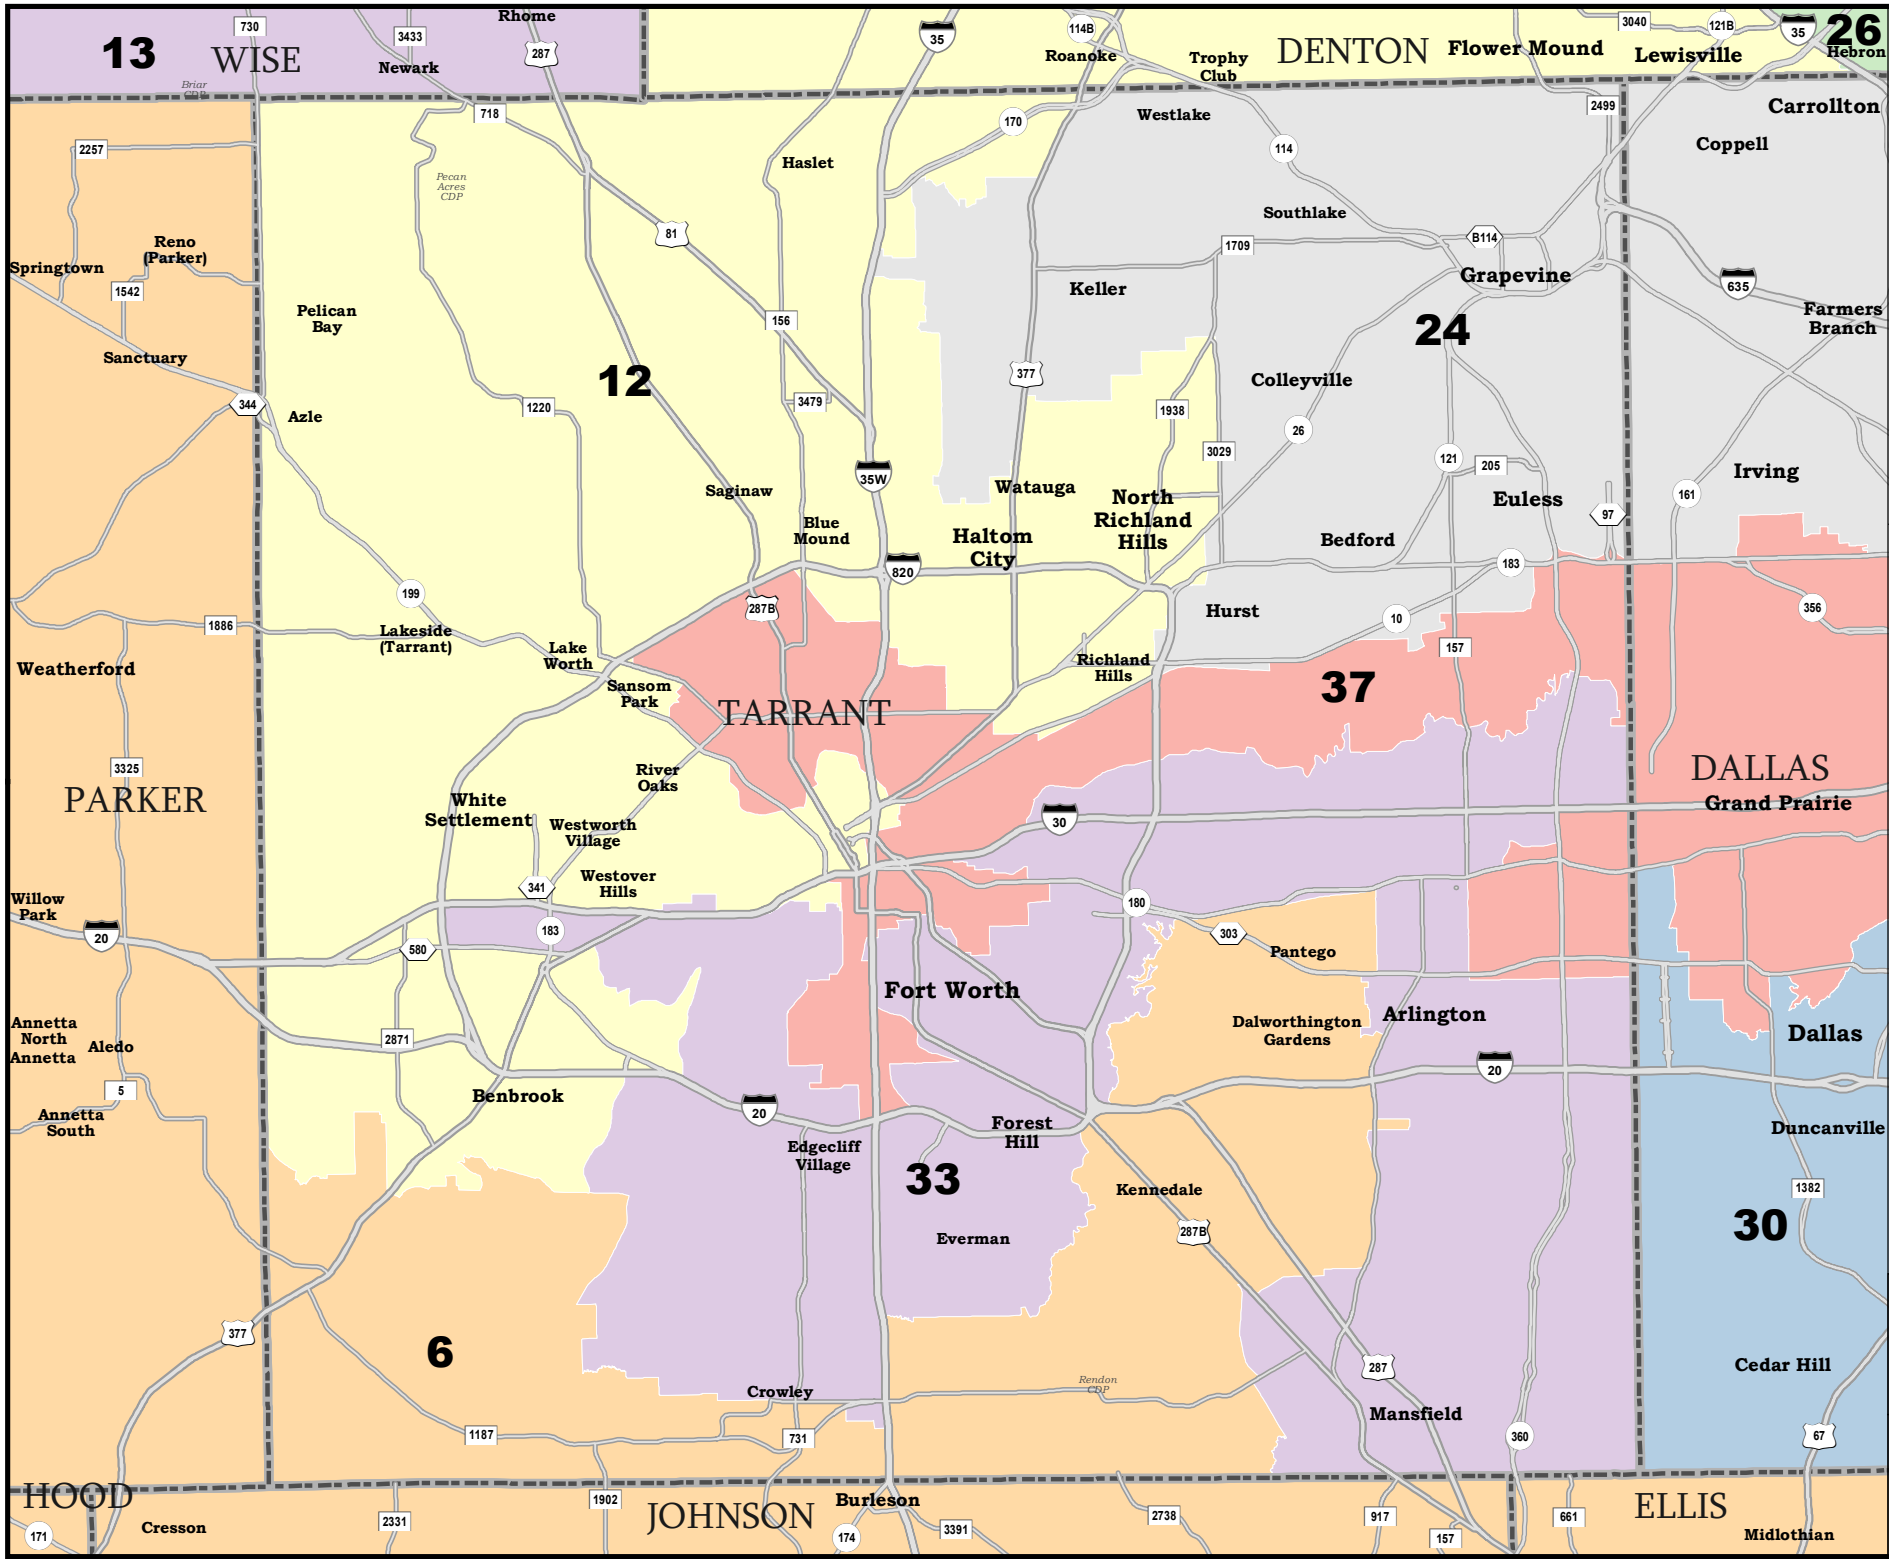 13
730
WISE
3433
Newark
Rhome
287
Briar
CDP
35
114B
Roanoke
Trophy
Club
DENTON
Flower Mound
3040
121B
Lewisville
35
26
Hebron
718
170
Westlake
2499
Carrollton
Coppell
2257
114
Haslet
Pecan
Acres
CDP
Southlake
81
B114
1709
Reno
(Parker)
Springtown
1542
Grapevine
635
Keller
Pelican
Bay
156
Farmers
Branch
24
Sanctuary
12
377
Colleyville
344
Azle
1220
3479
1938
26
3029
121
205
Irving
35W
Saginaw
Watauga
North
Richland
Hills
Euless
161
97
Blue
Mound
Haltom
City
Bedford
820
183
199
287B
Hurst
10
356
1886
Lakeside
(Tarrant)
Lake
Worth
157
Weatherford
Richland
Hills
Sansom
Park
37
TARRANT
3325
River
Oaks
DALLAS
PARKER
White
Settlement
Grand Prairie
Westworth
Village
30
341
Westover
Hills
Willow
Park
180
20
183
303
580
Pantego
Fort Worth
Arlington
Annetta
North
Annetta
Aledo
2871
Dalworthington
Gardens
Dallas
20
5
Benbrook
20
Annetta
South
Forest
Hill
Duncanville
Edgecliff
Village
33
Kennedale
1382
287B
30
Everman
377
6
287
Cedar Hill
Crowley
Rendon
CDP
Mansfield
1187
731
360
67
HOOD
1902
JOHNSON
Burleson
ELLIS
171
Cresson
2331
174
3391
2738
917
157
661
Midlothian